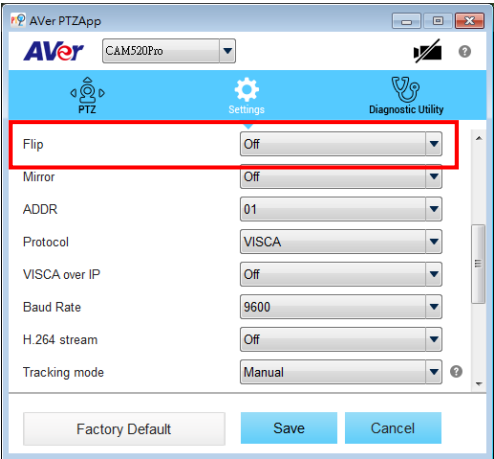 AVer PTZApp
AVer CAM520Pro ?
PTZ Settings Diagnostic Utility
Flip Off
Mirror Off
ADDR 01
Protocol VISCA
VISCA over IP Off
Baud Rate 9600
H.264 stream Off
Tracking mode Manual ?
Factory Default Save Cancel